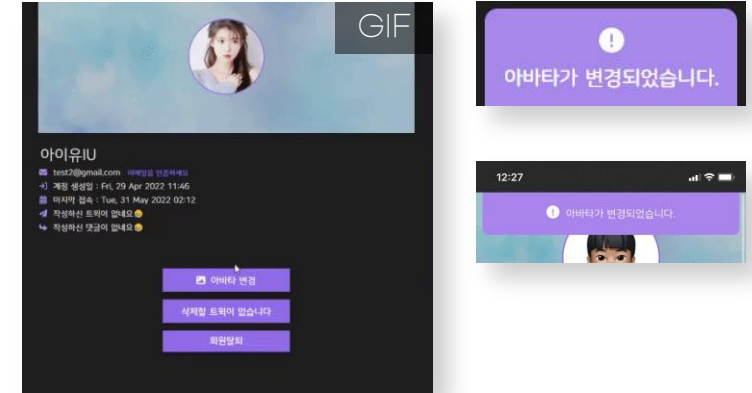 GIF
아이유IU
test2@gmail.com 이메일을 인증하세요
계정 생성일 : Fri, 29 Apr 2022 11:46
마지막 접속 : Tue, 31 May 2022 02:12
작성하신 트윅이 없네요🤣
작성하신 댓글이 없네요🤣
아바타 변경
삭제할 트윅이 없습니다
회원탈퇴
아바타가 변경되었습니다.
12:27
아바타가 변경되었습니다.